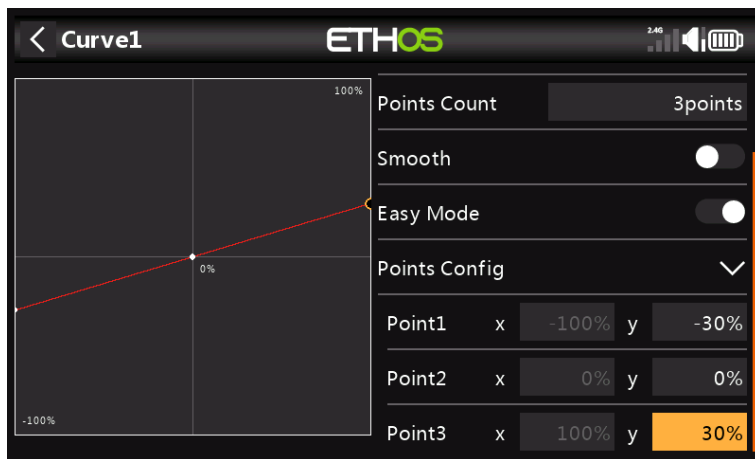 Curve1
ETHOS
2.4G
100%
0%
-100%
Points Count 3points
Smooth
Easy Mode
Points Config
Point1 x -100% y -30%
Point2 x 0% y 0%
Point3 x 100% y 30%